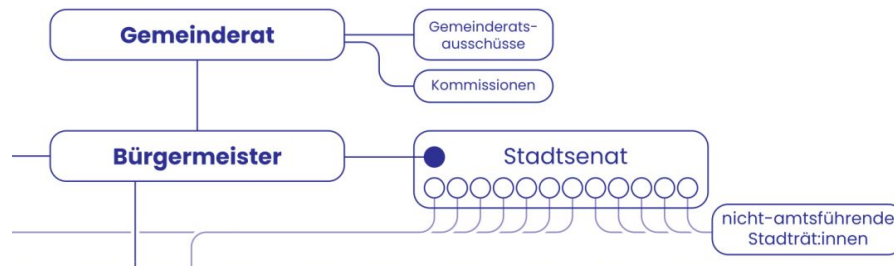 Gemeinderat
Gemeinderats-
ausschüsse
Kommissionen
Bürgermeister
Stadtsenat
nicht-amtsführende
Stadträt:innen